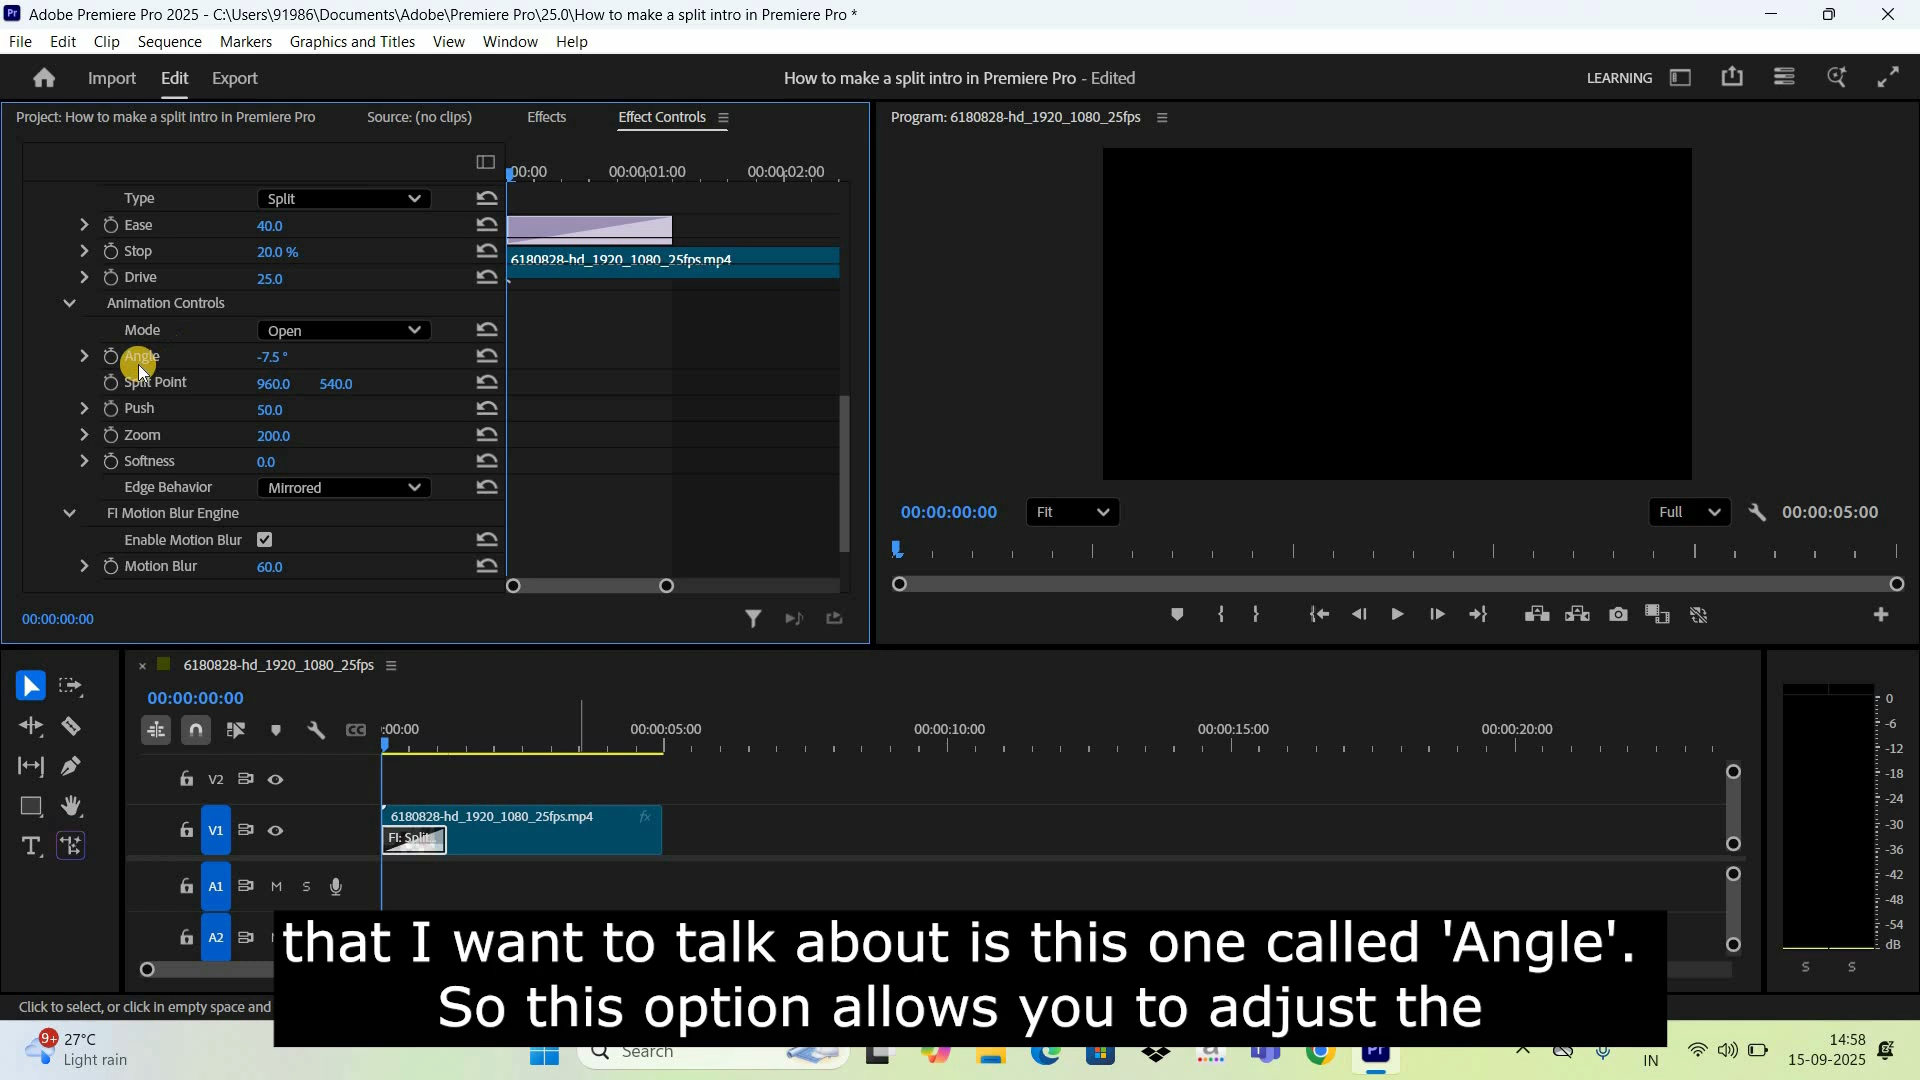 Adobe Premiere Pro 2025 - C:\Users\91986\Documents\Adobe\Premiere Pro\25.0\How to make a split intro in Premiere Pro *
File Edit Clip Sequence Markers Graphics and Titles View Window Help
Import Edit Export
How to make a split intro in Premiere Pro - Edited
LEARNING
Project: How to make a split intro in Premiere Pro
Source: (no clips)
Effects
Effect Controls
:00:00 00:00:01:00 00:00:02:00
Type Split
Ease 40.0
Stop 20.0 %
Drive 25.0
6180828-hd_1920_1080_25fps.mp4
Animation Controls
Mode Open
Angle -7.5 °
Split Point 960.0 540.0
Push 50.0
Zoom 200.0
Softness 0.0
Edge Behavior Mirrored
FI Motion Blur Engine
Enable Motion Blur
Motion Blur 60.0
00:00:00:00
Program: 6180828-hd_1920_1080_25fps
00:00:00:00 Fit Full 00:00:05:00
6180828-hd_1920_1080_25fps
00:00:00:00
:00:00 00:00:05:00 00:00:10:00 00:00:15:00 00:00:20:00
V2
V1
6180828-hd_1920_1080_25fps.mp4 fx
FI: Split
A1 M S
A2
0
-6
-12
-18
-24
-30
-36
-42
-48
-54
dB
S S
that I want to talk about is this one called 'Angle'.
So this option allows you to adjust the
Click to select, or click in empty space and
9+
27°C
Light rain
Search
Pr
IN
14:58
15-09-2025